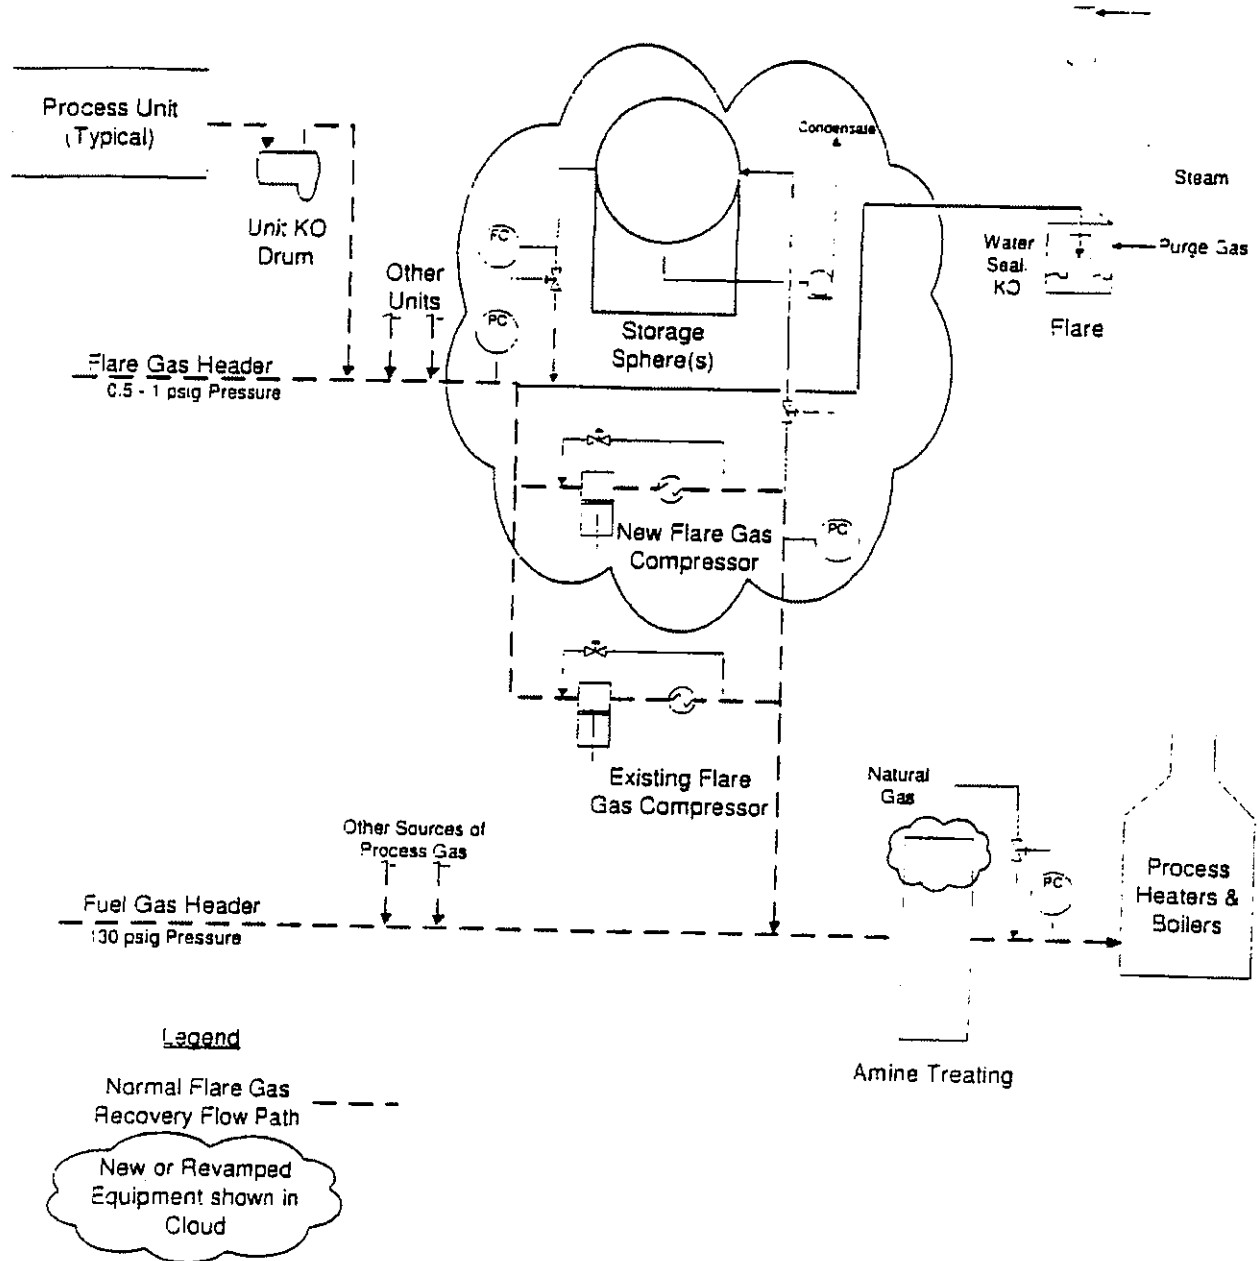 Process Unit
(Typical)
Unit KO
Drum
Other
Units
Flare Gas Header
0.5 - 1 psig Pressure
FC
PC
Condensate
Storage
Sphere(s)
Steam
Water
Seal
KO
Purge Gas
Flare
New Flare Gas
Compressor
PC
Existing Flare
Gas Compressor
Other Sources of
Process Gas
Fuel Gas Header
130 psig Pressure
Natural
Gas
PC
Process
Heaters &
Boilers
Amine Treating
Legend
Normal Flare Gas
Recovery Flow Path
New or Revamped
Equipment shown in
Cloud